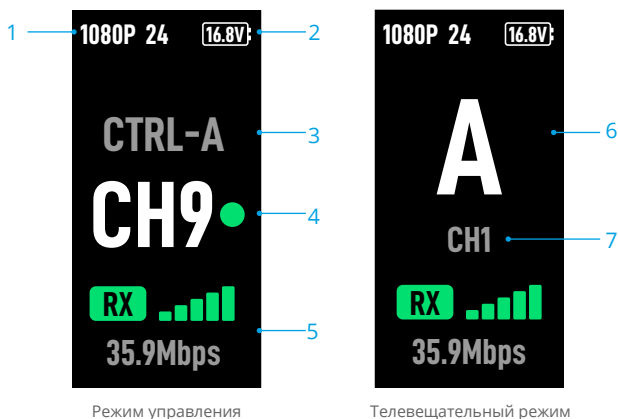 1 1080P 24 16.8V 2
CTRL-A 3
CH9 4
RX
5
35.9Mbps
Режим управления
1080P 24 16.8V
A 6
CH1 7
RX
35.9Mbps
Телевещательный режим